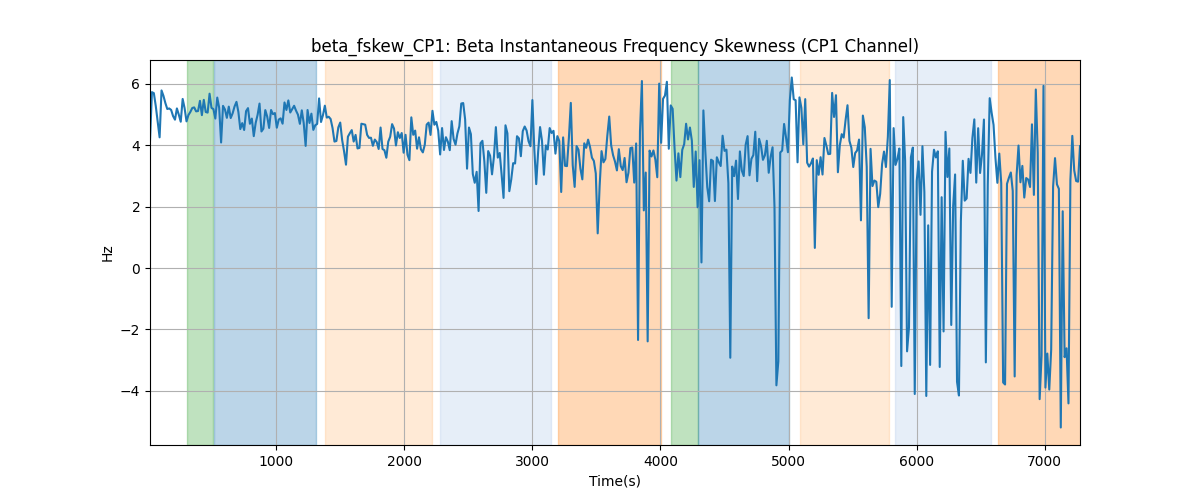 beta_fskew_CP1: Beta Instantaneous Frequency Skewness (CP1 Channel)
6
4
2
0
−2
−4
Hz
1000 2000 3000 4000 5000 6000 7000
Time(s)